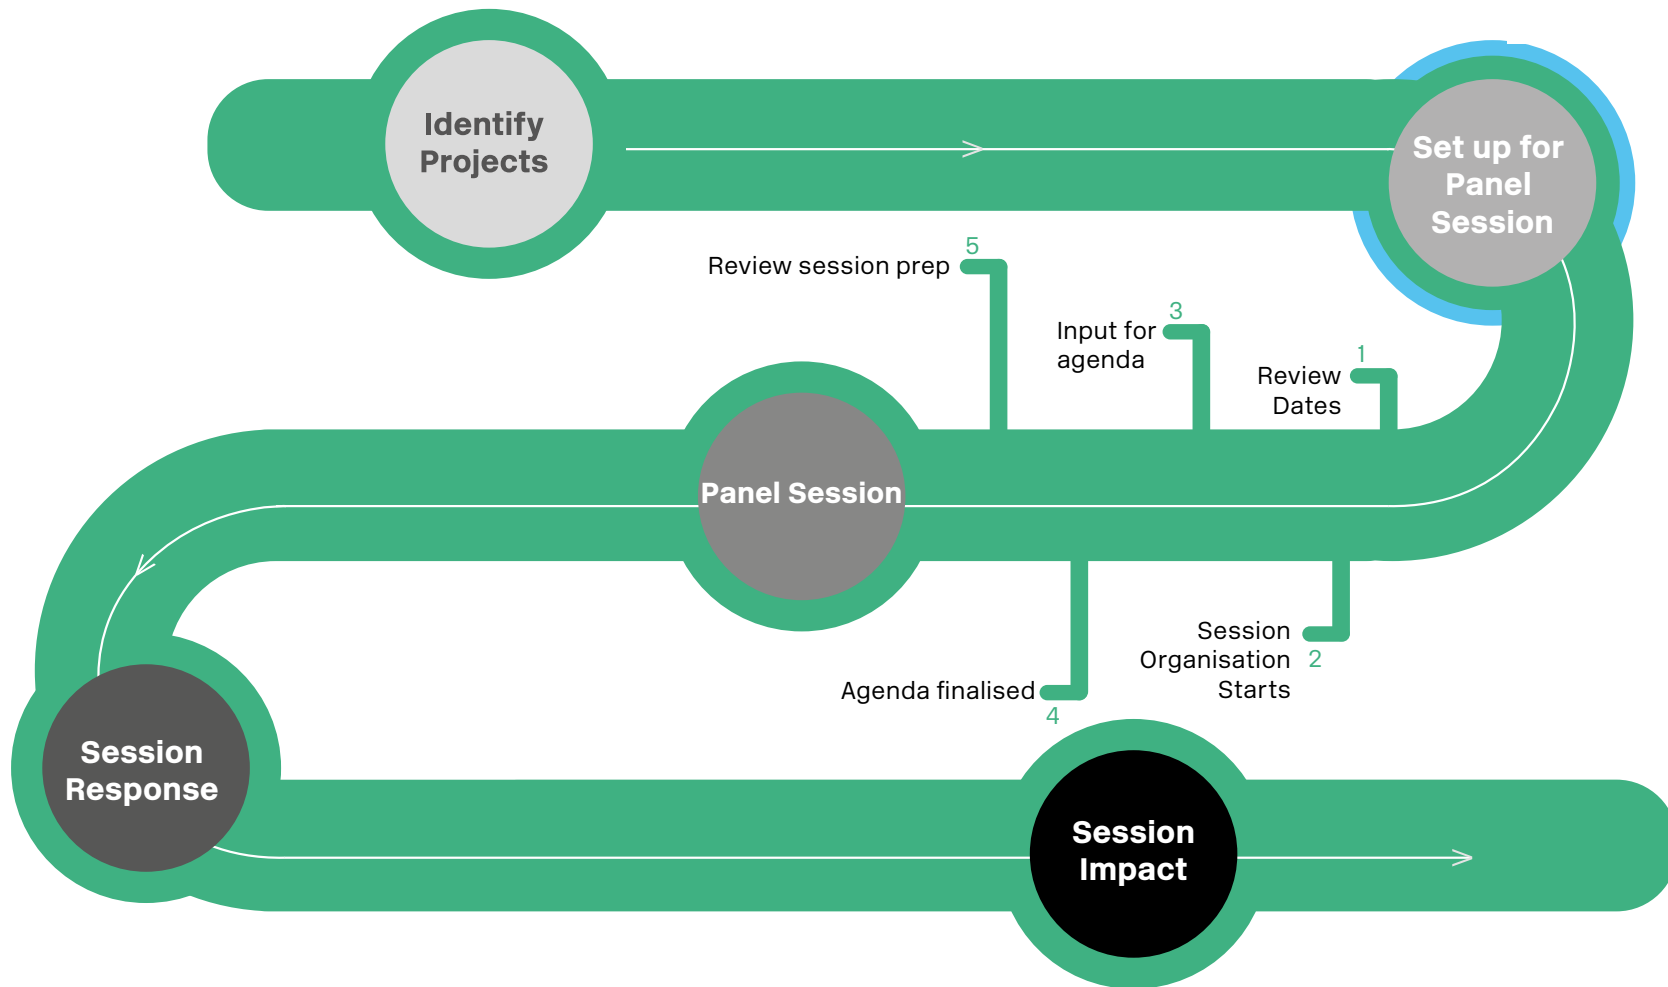 Identify
Projects
Set up for
Panel
Session
5
Review session prep
3
Input for
agenda
1
Review
Dates
Panel Session
Session
Organisation
Starts
2
Agenda finalised
4
Session
Response
Session
Impact